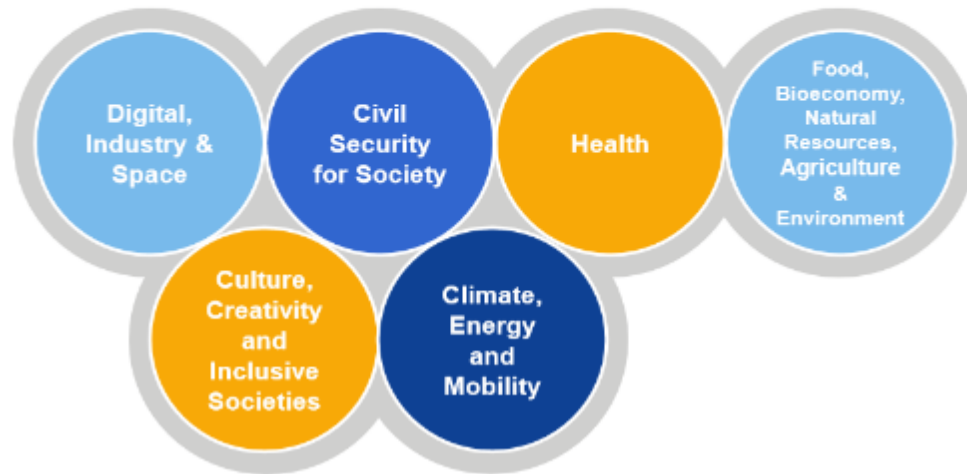 Digital,
Industry &
Space
Civil
Security
for Society
Health
Food,
Bioeconomy,
Natural
Resources,
Agriculture
&
Environment
Culture,
Creativity
and
Inclusive
Societies
Climate,
Energy
and
Mobility